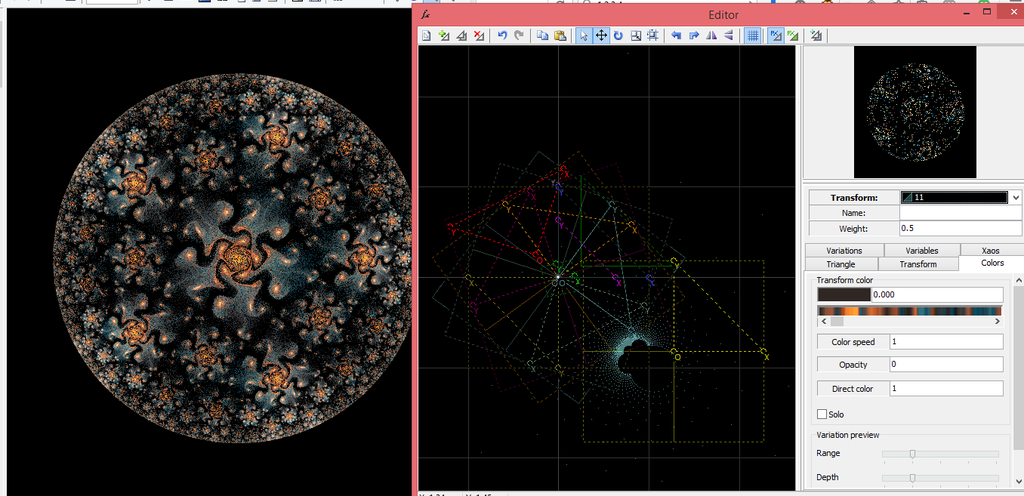 Editor
Transform: 11
Name:
Weight: 0.5
Variations Variables Xaos
Triangle Transform Colors
Transform color
0.000
Color speed 1
Opacity 0
Direct color 1
Solo
Variation preview
Range
Depth